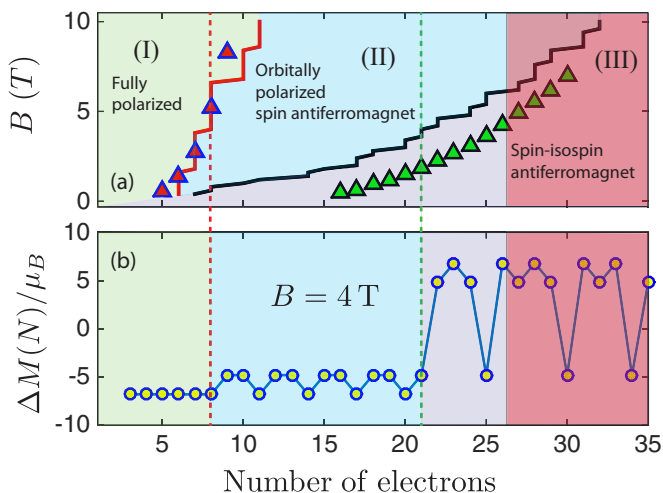 10
5
0
B (T)
(I)
(II)
(III)
Fully
polarized
Orbitally
polarized
spin antiferromagnet
Spin-isospin
antiferromagnet
(a)
10
5
0
-5
-10
ΔM(N)/μ_B
(b)
B = 4 T
5
10
15
20
25
30
35
Number of electrons